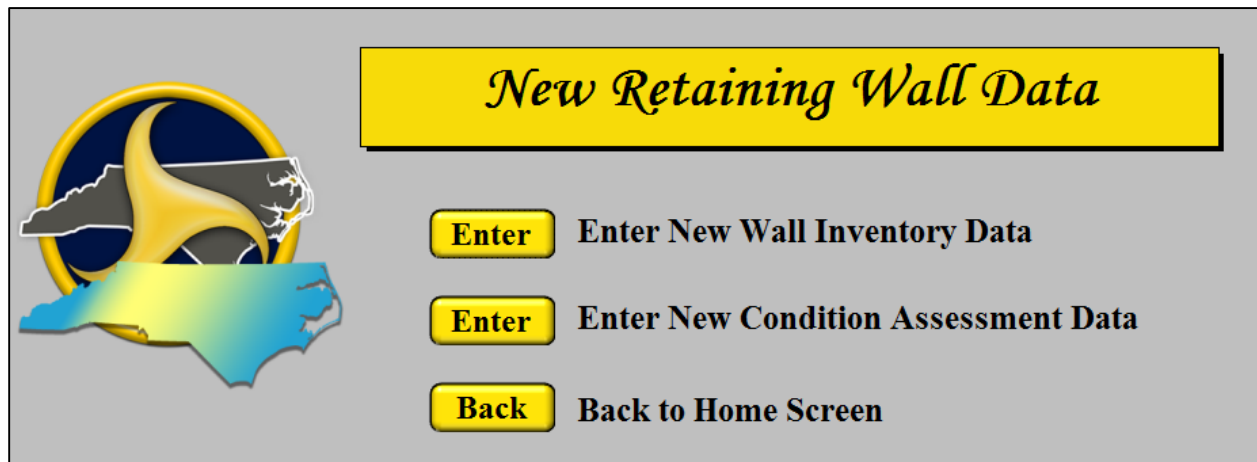 New Retaining Wall Data
Enter Enter New Wall Inventory Data
Enter Enter New Condition Assessment Data
Back Back to Home Screen